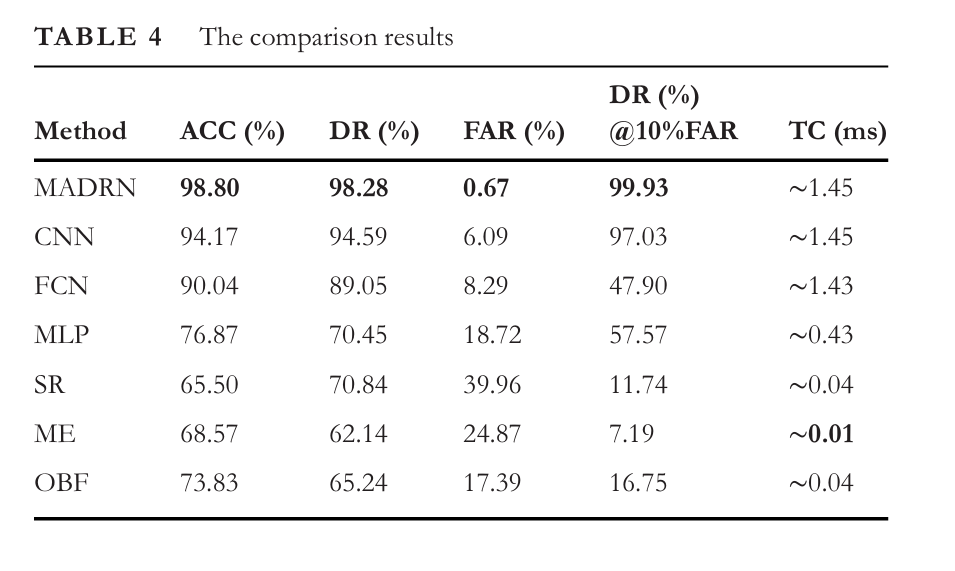 TABLE 4 The comparison results
DR (%)
Method ACC (%) DR (%) FAR (%) @10%FAR TC (ms)
MADRN 98.80 98.28 0.67 99.93 ~1.45
CNN 94.17 94.59 6.09 97.03 ~1.45
FCN 90.04 89.05 8.29 47.90 ~1.43
MLP 76.87 70.45 18.72 57.57 ~0.43
SR 65.50 70.84 39.96 11.74 ~0.04
ME 68.57 62.14 24.87 7.19 ~0.01
OBF 73.83 65.24 17.39 16.75 ~0.04